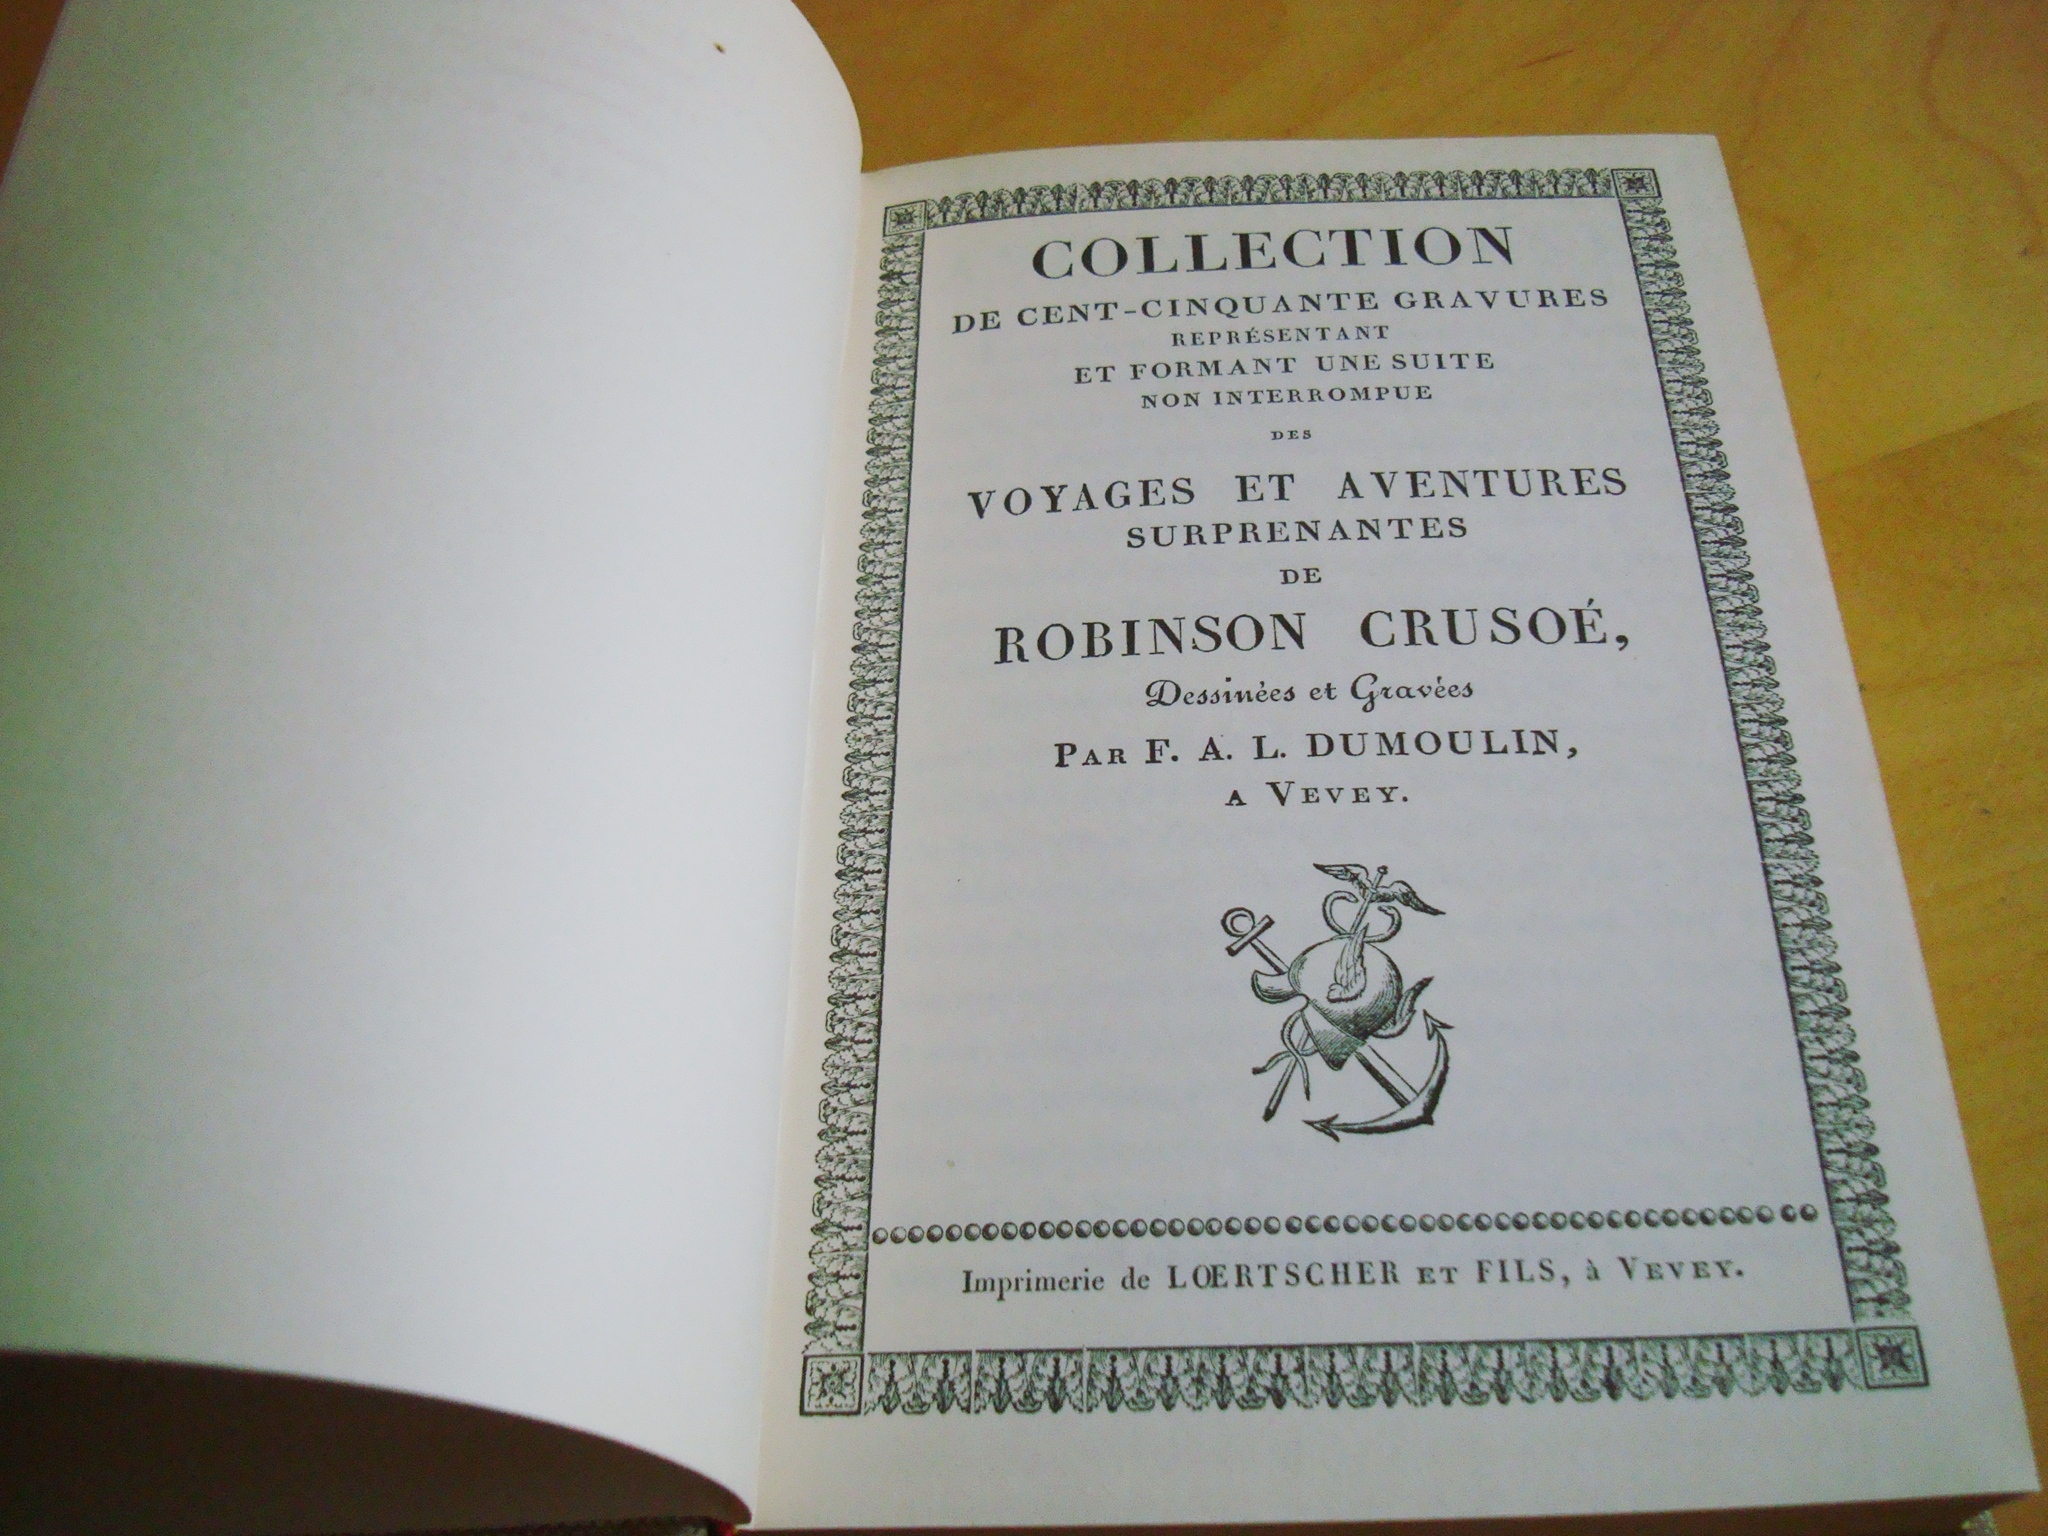 COLLECTION
DE CENT-CINQUANTE GRAVURES
REPRÉSENTANT
ET FORMANT UNE SUITE
NON INTERROMPUE
DES
VOYAGES ET AVENTURES
SURPRENANTES
DE
ROBINSON CRUSOÉ,
Dessinées et Gravées
PAR F. A. L. DUMOULIN,
A VEVEY.
Imprimerie de LŒRTSCHER ET FILS, à VEVEY.